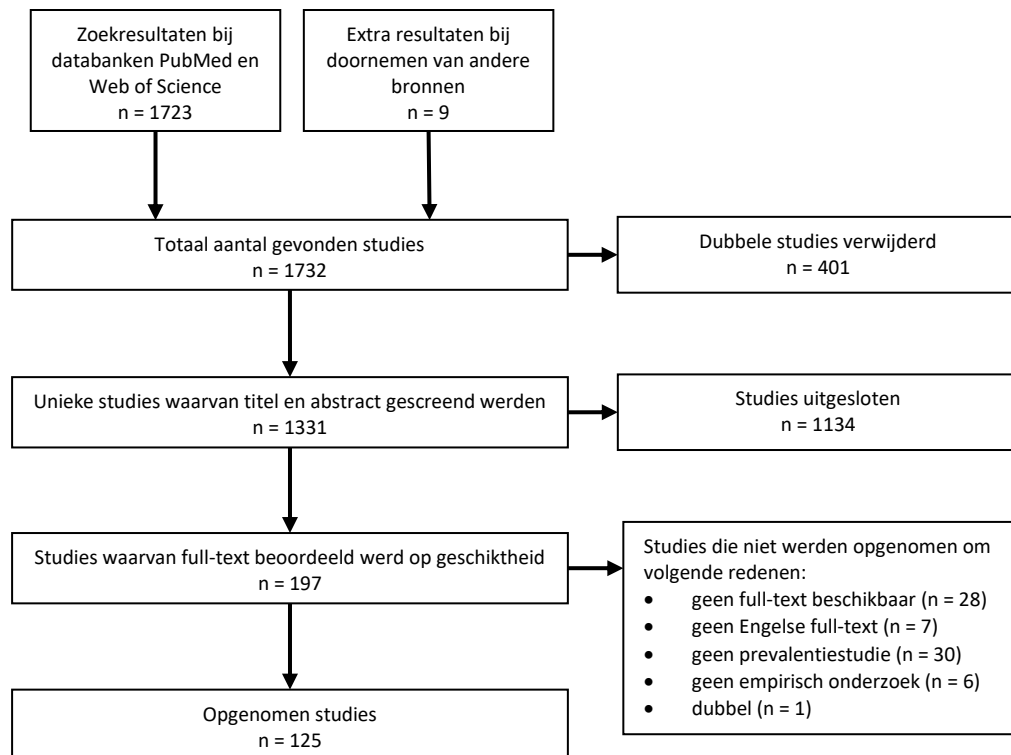 Zoekresultaten bij
databanken PubMed en
Web of Science
n = 1723
Extra resultaten bij
doornemen van andere
bronnen
n = 9
Totaal aantal gevonden studies
n = 1732
Dubbele studies verwijderd
n = 401
Unieke studies waarvan titel en abstract gescreend werden
n = 1331
Studies uitgesloten
n = 1134
Studies waarvan full-text beoordeeld werd op geschiktheid
n = 197
Studies die niet werden opgenomen om
volgende redenen:
• geen full-text beschikbaar (n = 28)
• geen Engelse full-text (n = 7)
• geen prevalentiestudie (n = 30)
• geen empirisch onderzoek (n = 6)
• dubbel (n = 1)
Opgenomen studies
n = 125